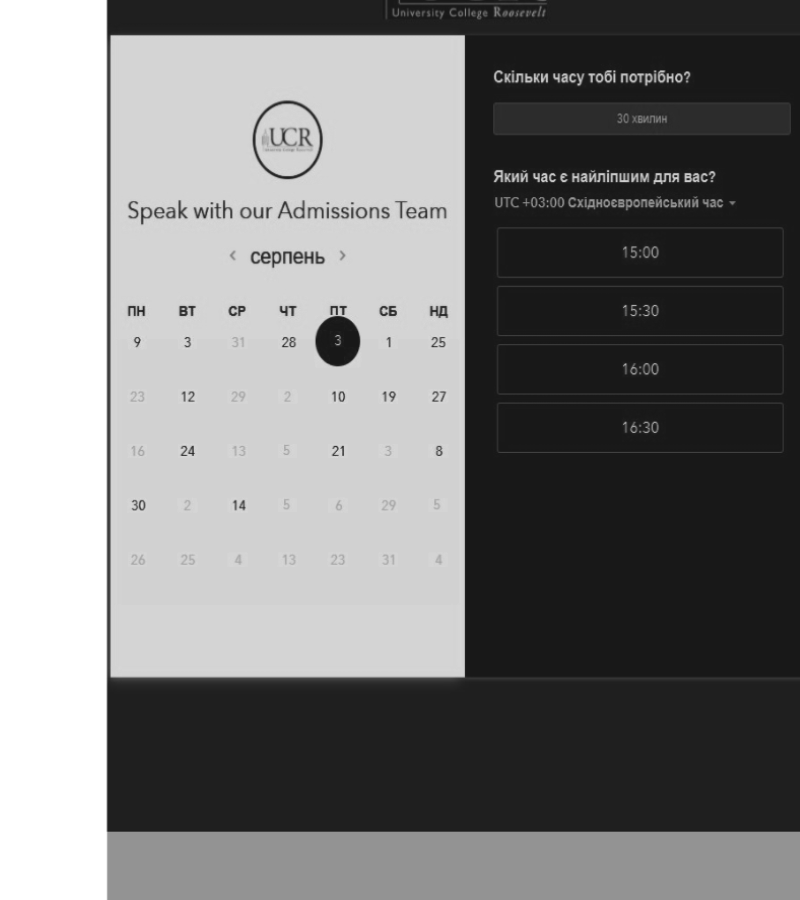 University College Roosevelt
UCR
Speak with our Admissions Team
‹ серпень ›
ПН ВТ СР ЧТ ПТ СБ НД
9 3 31 28 3 1 25
23 12 29 2 10 19 27
16 24 13 5 21 3 8
30 2 14 5 6 29 5
26 25 4 13 23 31 4
Скільки часу тобі потрібно?
30 хвилин
Який час є найліпшим для вас?
UTC +03:00 Східноєвропейський час
15:00
15:30
16:00
16:30